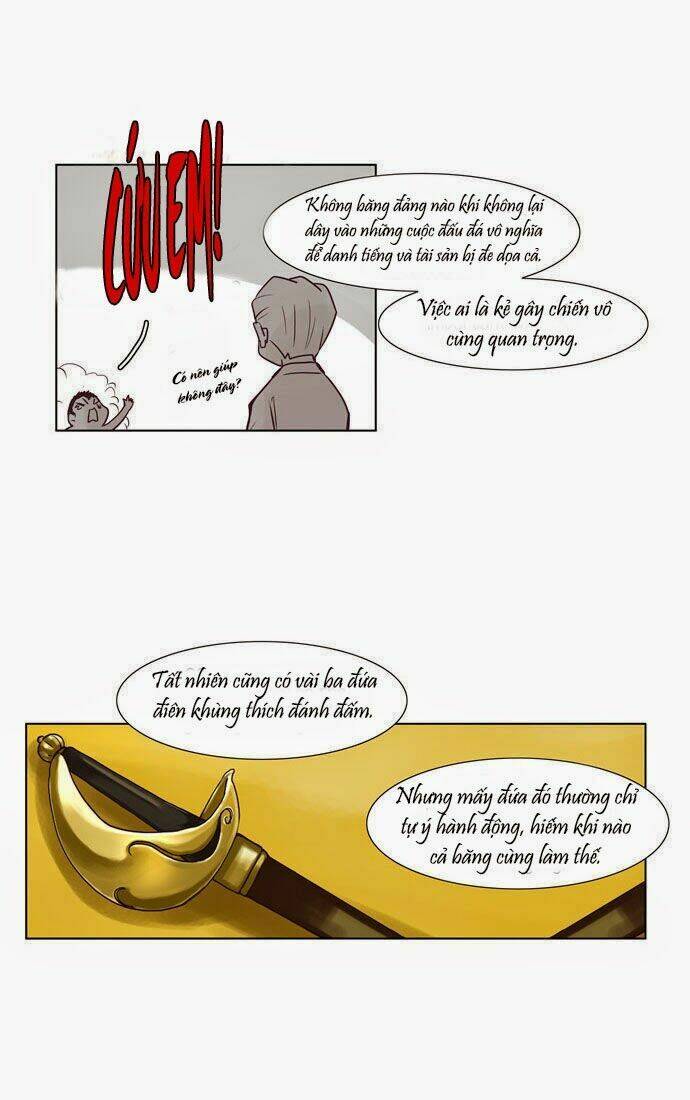 CỨU EM!
Không băng đảng nào khi không lại
dây vào những cuộc đấu đá vô nghĩa
để danh tiếng và tài sản bị đe dọa cả.
Việc ai là kẻ gây chiến vô
cùng quan trọng.
Có nên giúp
không đây?
Tất nhiên cũng có vài ba đứa
điên khùng thích đánh đấm.
Nhưng mấy đứa đó thường chỉ
tự ý hành động, hiếm khi nào
cả băng cùng làm thế.